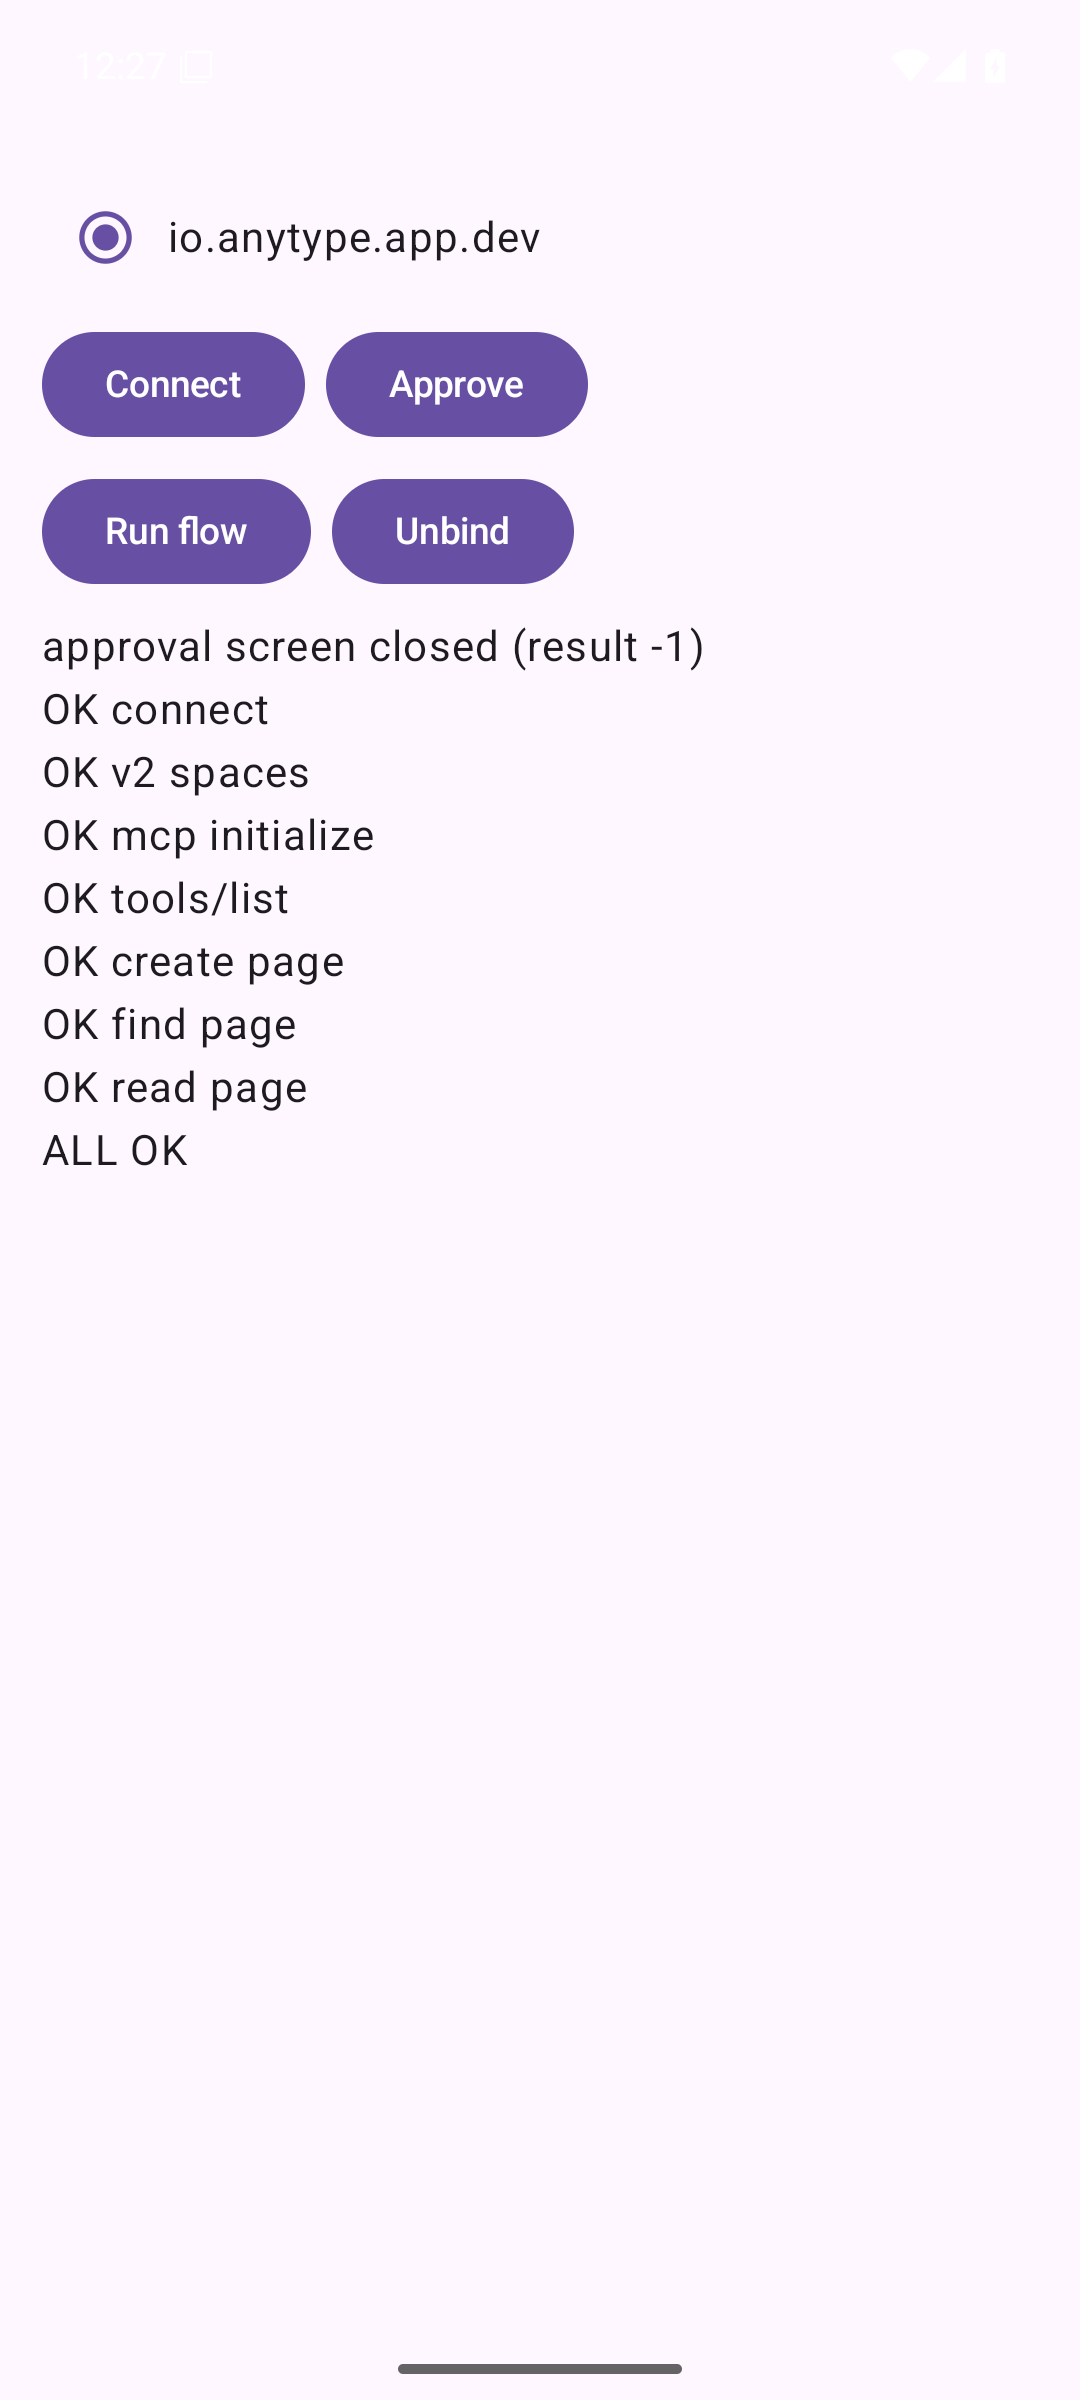 12:27
io.anytype.app.dev
Connect Approve
Run flow Unbind
approval screen closed (result -1)
OK connect
OK v2 spaces
OK mcp initialize
OK tools/list
OK create page
OK find page
OK read page
ALL OK